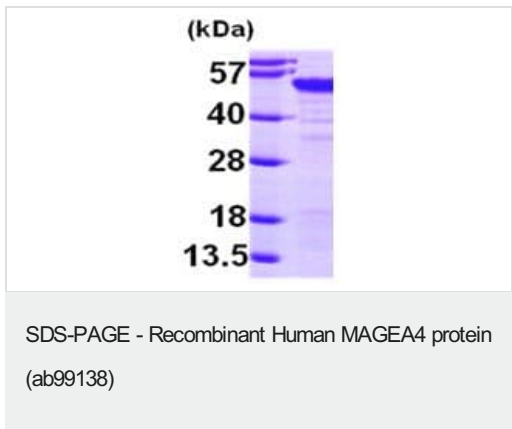 (kDa)
57
40
28
18
13.5
SDS-PAGE - Recombinant Human MAGEA4 protein
(ab99138)